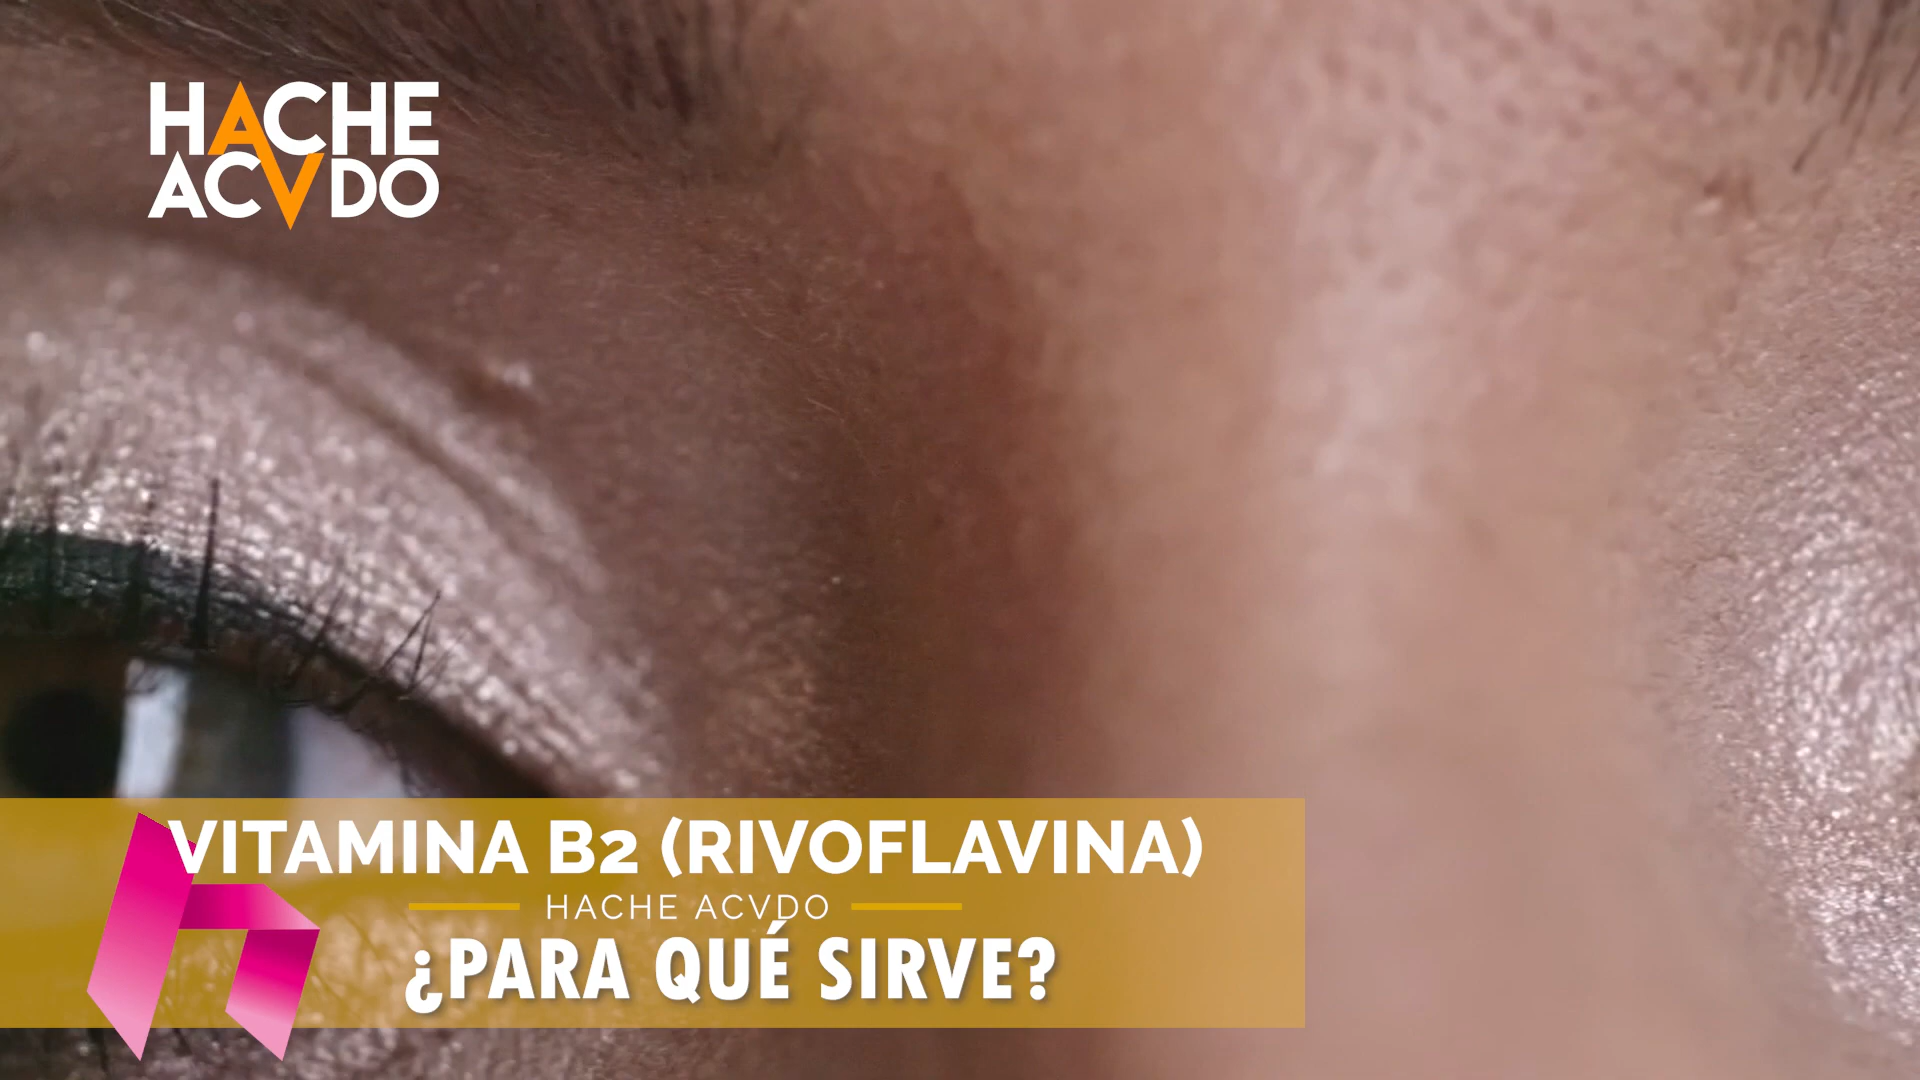 HACHE
ACVDO
VITAMINA B2 (RIVOFLAVINA)
HACHE ACVDO
¿PARA QUÉ SIRVE?